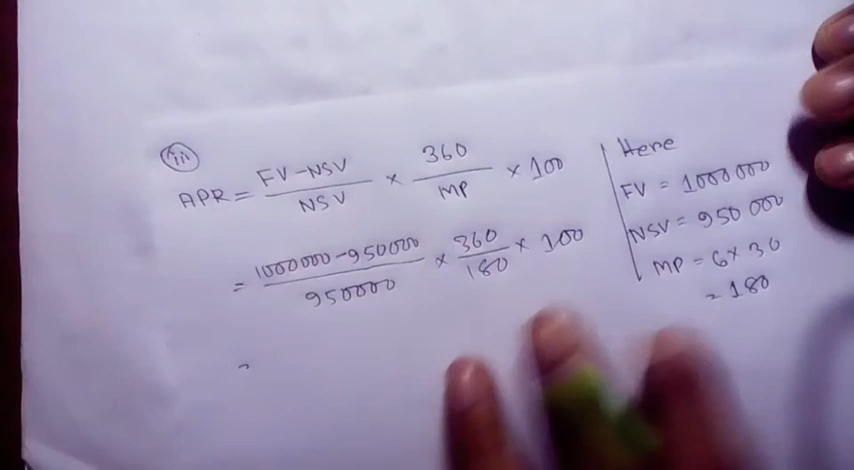 iii
APR = FV-NSV / NSV × 360 / MP × 100
= 1000000-950000 / 950000 × 360 / 180 × 100
=
Here
FV = 1000000
NSV = 950000
MP = 6×30
= 180